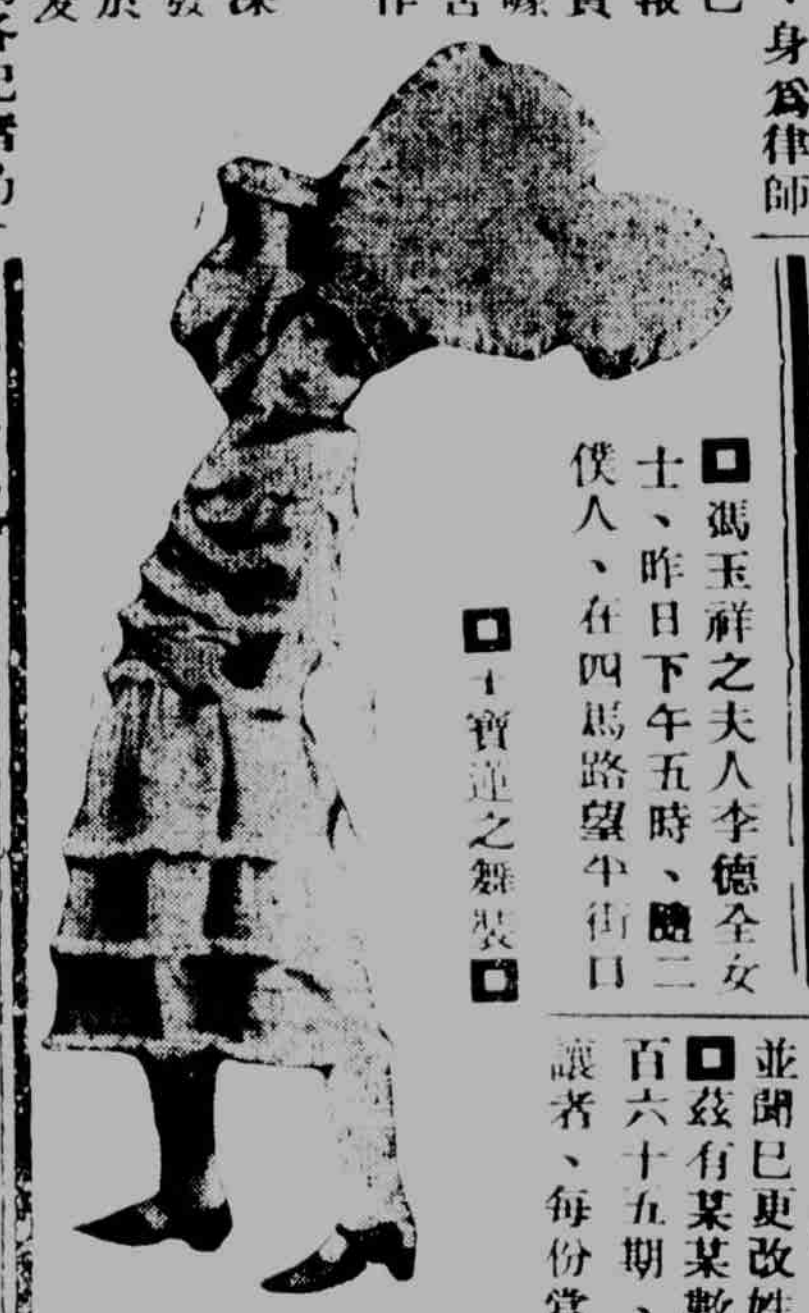 身爲律師
馮玉祥之夫人李德全女
士、昨日下午五時、隨二
僕人、在四馬路望平街口
寶蓮之舞裝
並聞已更改姓
茲有某某數
百六十五期、
讓者、每份